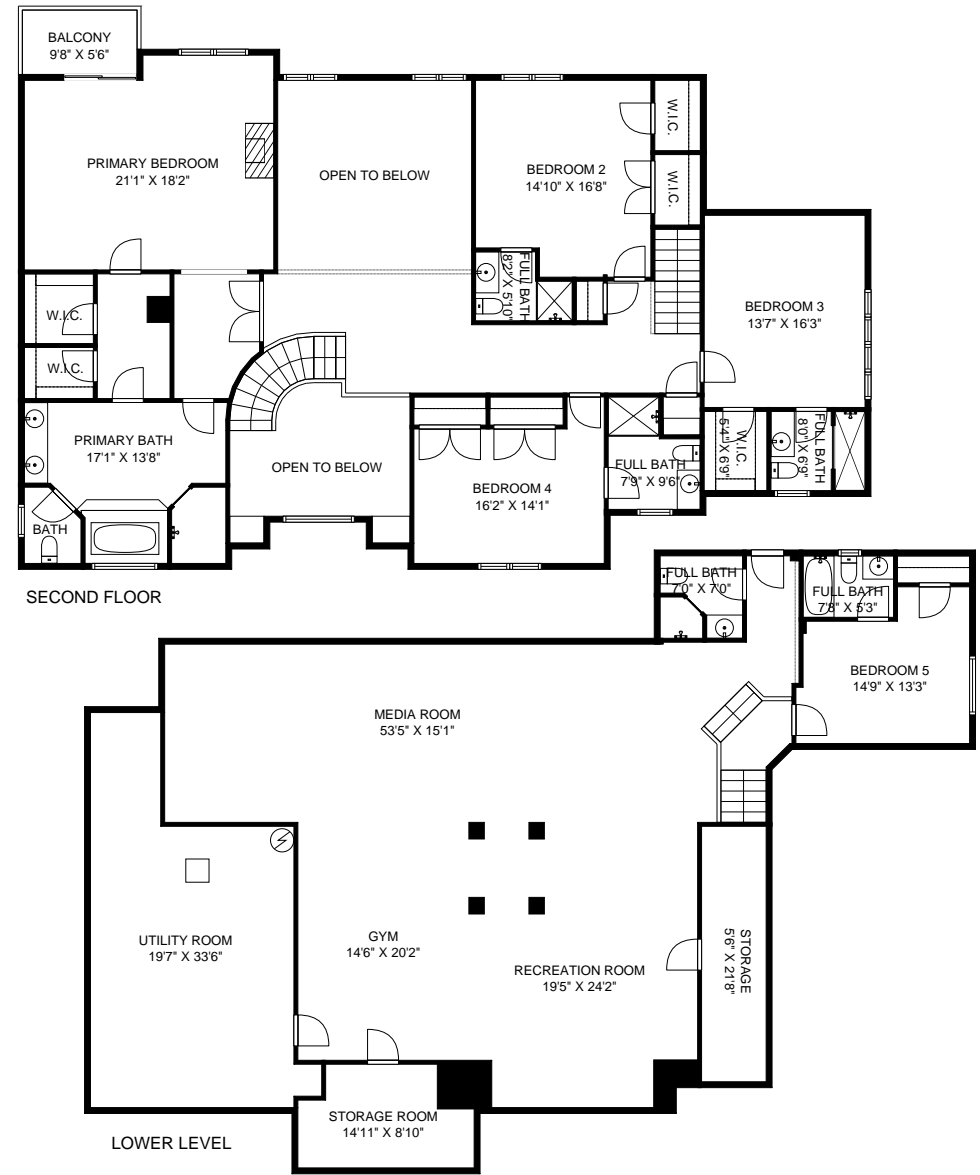 BALCONY
9'8" X 5'6"
PRIMARY BEDROOM
21'1" X 18'2"
OPEN TO BELOW
BEDROOM 2
14'10" X 16'8"
W.I.C.
W.I.C.
FULL BATH
8'2" X 5'10"
BEDROOM 3
13'7" X 16'3"
W.I.C.
W.I.C.
PRIMARY BATH
17'1" X 13'8"
OPEN TO BELOW
BEDROOM 4
16'2" X 14'1"
FULL BATH
7'9" X 9'6"
W.I.C.
5'4" X 6'9"
FULL BATH
8'0" X 6'9"
BATH
SECOND FLOOR
FULL BATH
7'0" X 7'0"
FULL BATH
7'8" X 5'3"
BEDROOM 5
14'9" X 13'3"
MEDIA ROOM
53'5" X 15'1"
UTILITY ROOM
19'7" X 33'6"
GYM
14'6" X 20'2"
RECREATION ROOM
19'5" X 24'2"
STORAGE
5'6" X 21'8"
STORAGE ROOM
14'11" X 8'10"
LOWER LEVEL